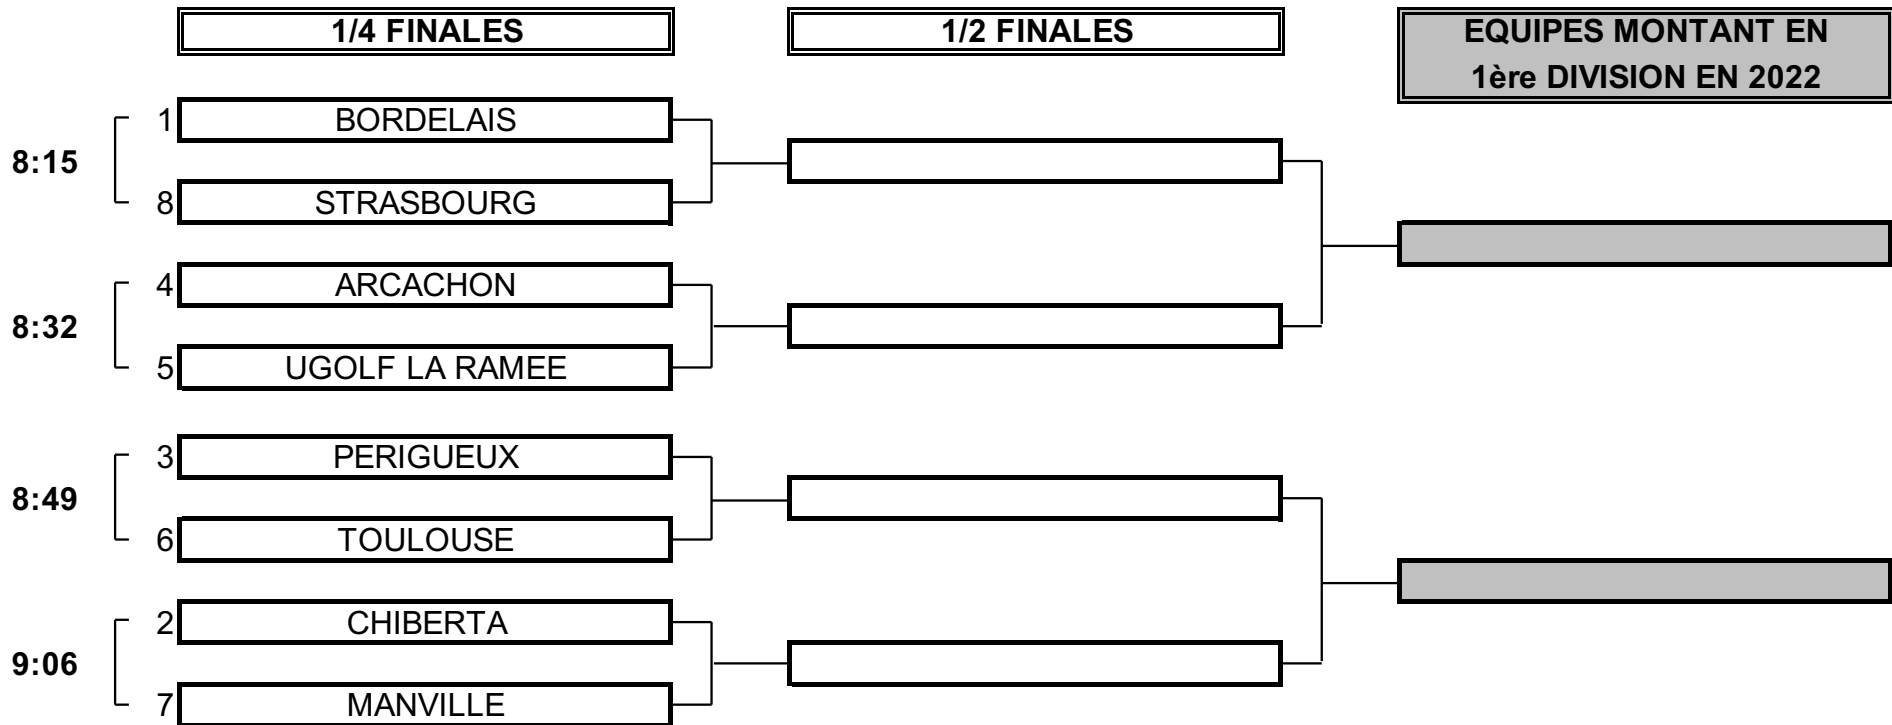 1/4 FINALES
1/2 FINALES
EQUIPES MONTANT EN
1ère DIVISION EN 2022
8:15
1 BORDELAIS
8 STRASBOURG
8:32
4 ARCACHON
5 UGOLF LA RAMEE
8:49
3 PERIGUEUX
6 TOULOUSE
9:06
2 CHIBERTA
7 MANVILLE